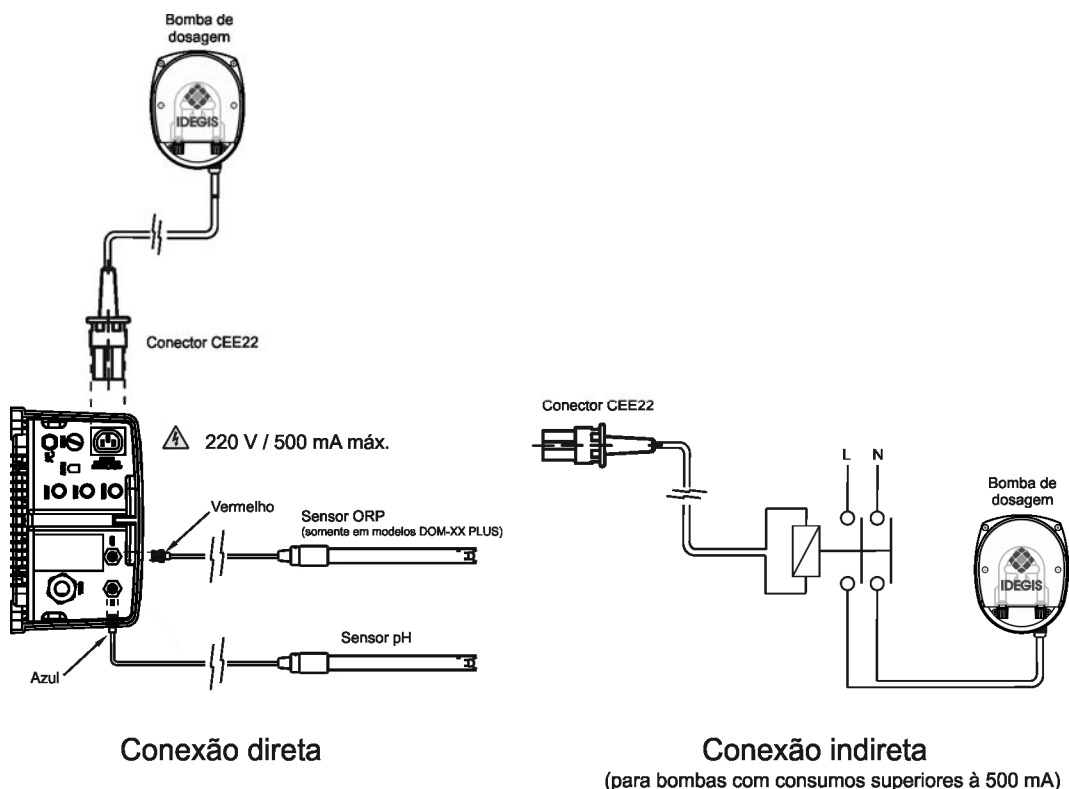 Bomba de
dosagem
IDEGIS
Conector CEE22
220 V / 500 mA máx.
Vermelho
Sensor ORP
(somente em modelos DOM-XX PLUS)
Sensor pH
Azul
Conexão direta
Conector CEE22
L N
Bomba de
dosagem
IDEGIS
Conexão indireta
(para bombas com consumos superiores à 500 mA)